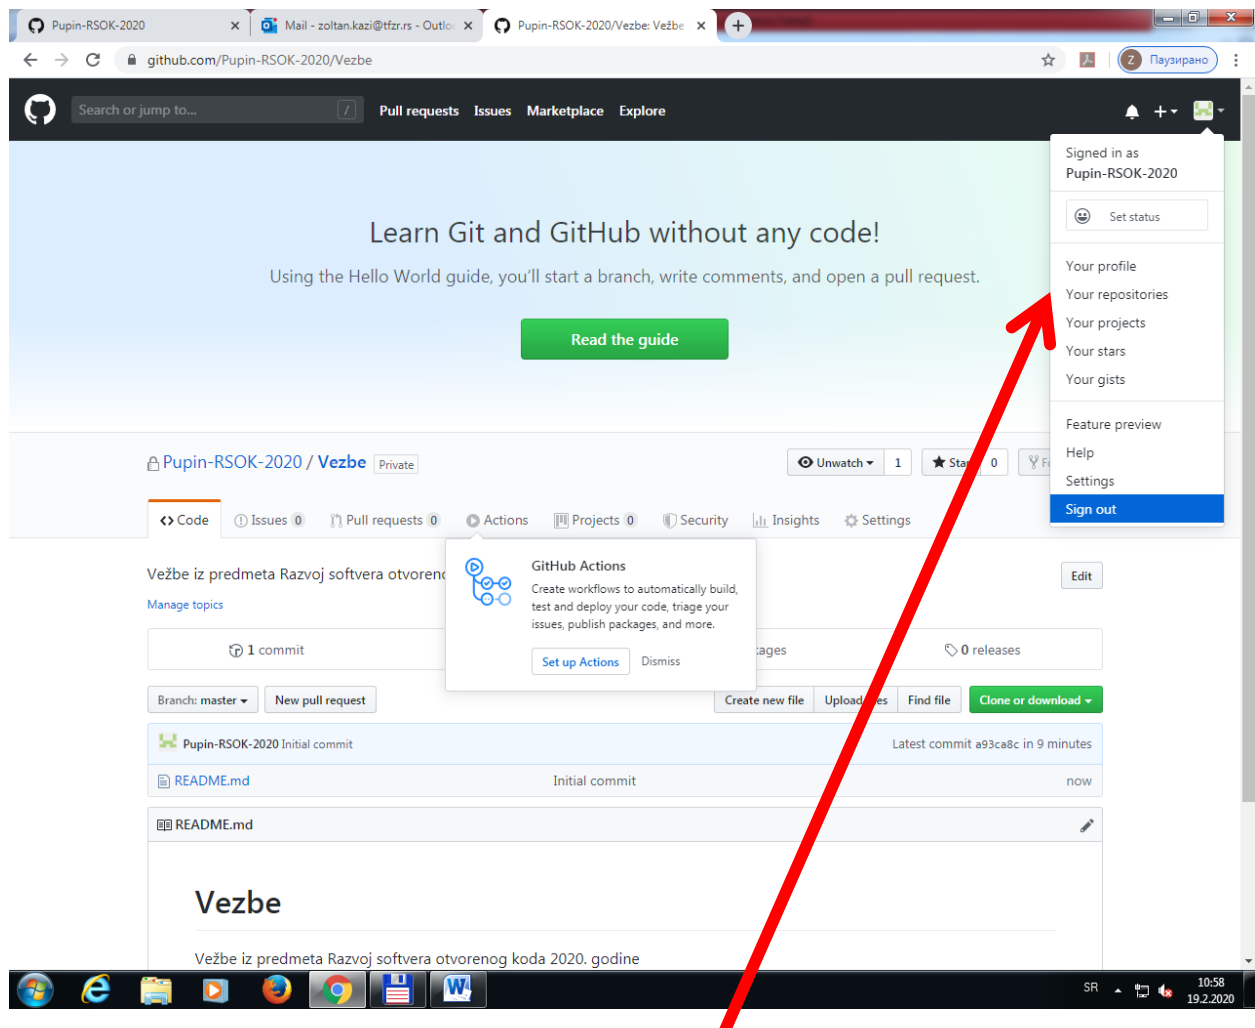 Pupin-RSOK-2020
Mail - zoltan.kazi@tfzr.rs - Outlo
Pupin-RSOK-2020/Vezbe: Vežbe
github.com/Pupin-RSOK-2020/Vezbe
Z Паузирано
Search or jump to... /
Pull requests Issues Marketplace Explore
Signed in as
Pupin-RSOK-2020
Set status
Your profile
Your repositories
Your projects
Your stars
Your gists
Feature preview
Help
Settings
Sign out
Learn Git and GitHub without any code!
Using the Hello World guide, you'll start a branch, write comments, and open a pull request.
Read the guide
Pupin-RSOK-2020 / Vezbe Private
Unwatch 1 Star 0
Code Issues 0 Pull requests 0 Actions Projects 0 Security Insights Settings
Vežbe iz predmeta Razvoj softvera
Edit
Manage topics
GitHub Actions
Create workflows to automatically build,
test and deploy your code, triage your
issues, publish packages, and more.
Set up Actions Dismiss
1 commit
0 releases
Branch: master New pull request
Create new file Upload files Find file Clone or download
Pupin-RSOK-2020 Initial commit
Latest commit a93ca8c in 9 minutes
README.md Initial commit now
README.md
Vezbe
Vežbe iz predmeta Razvoj softvera otvorenog koda 2020. godine
SR
10:58
19.2.2020